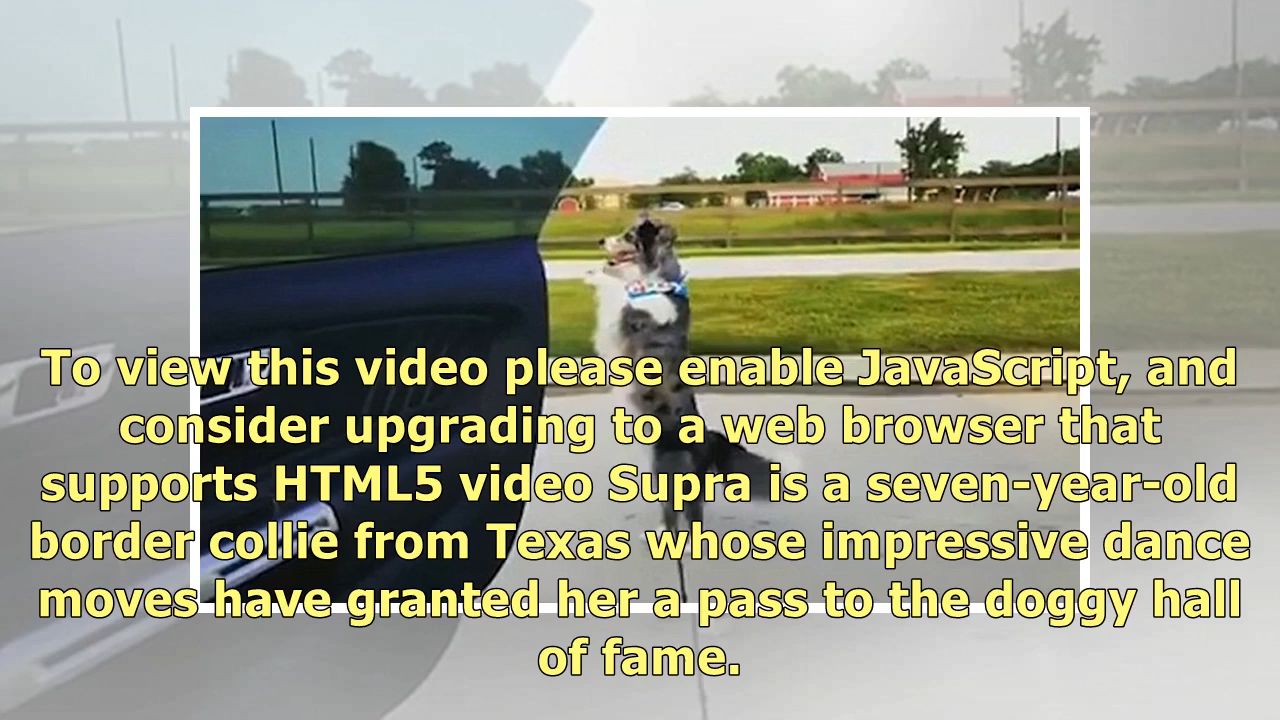 To view this video please enable JavaScript, and
consider upgrading to a web browser that
supports HTML5 video Supra is a seven-year-old
border collie from Texas whose impressive dance
moves have granted her a pass to the doggy hall
of fame.